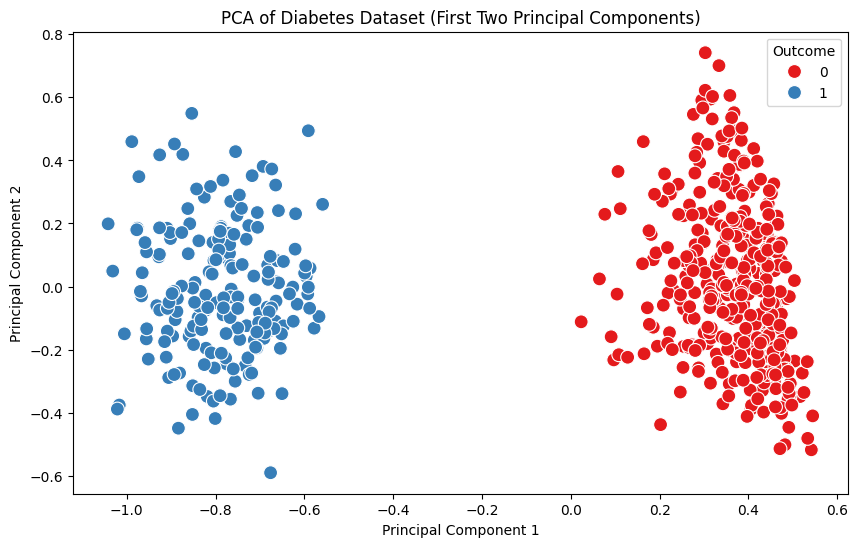 PCA of Diabetes Dataset (First Two Principal Components)
Outcome
0
1
Principal Component 2
0.8
0.6
0.4
0.2
0.0
−0.2
−0.4
−0.6
−1.0 −0.8 −0.6 −0.4 −0.2 0.0 0.2 0.4 0.6
Principal Component 1